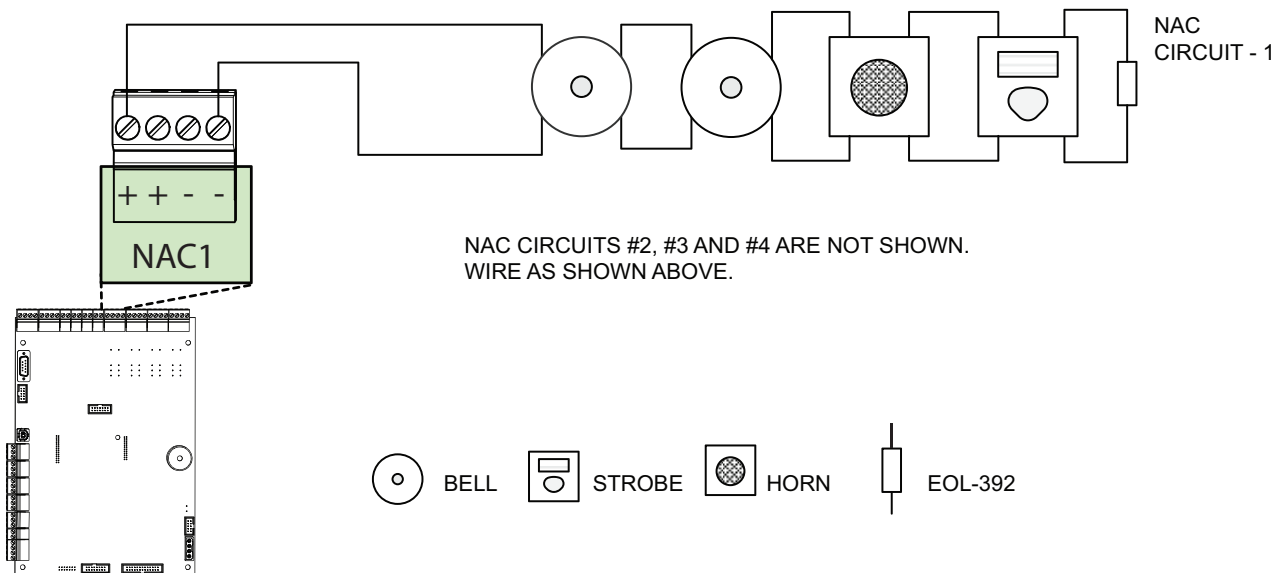 NAC
CIRCUIT - 1
+ + - -
NAC1
NAC CIRCUITS #2, #3 AND #4 ARE NOT SHOWN.
WIRE AS SHOWN ABOVE.
BELL
STROBE
HORN
EOL-392